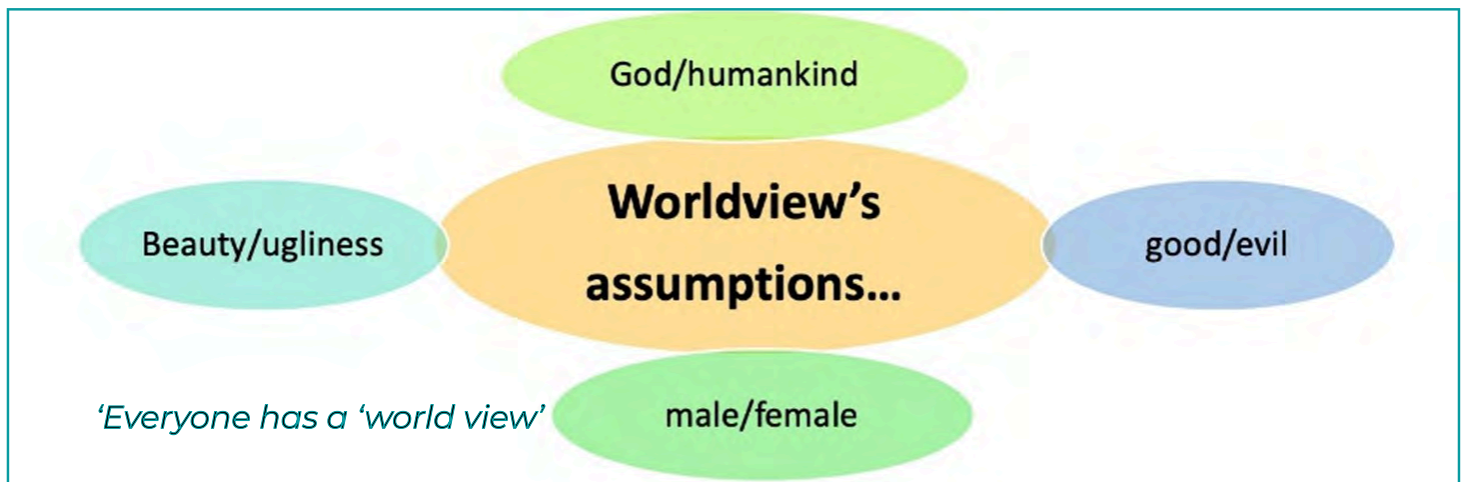 God/humankind
Worldview’s
assumptions…
Beauty/ugliness
good/evil
male/female
‘Everyone has a ‘world view’